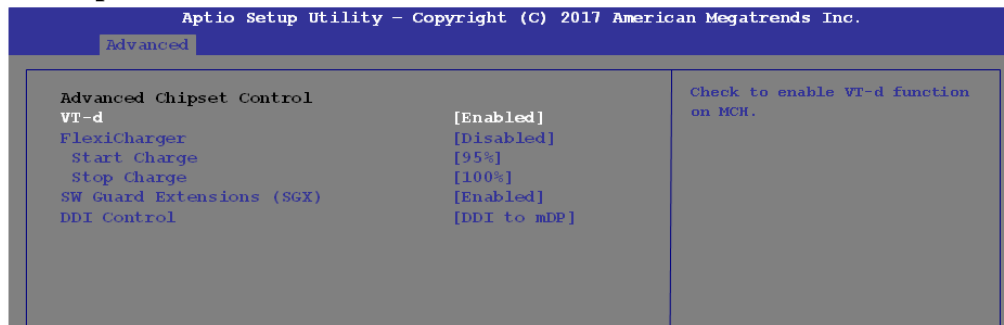 Aptio Setup Utility – Copyright (C) 2017 American Megatrends Inc.
Advanced
Advanced Chipset Control
VT-d [Enabled]
FlexiCharger [Disabled]
Start Charge [95%]
Stop Charge [100%]
SW Guard Extensions (SGX) [Enabled]
DDI Control [DDI to mDP]
Check to enable VT-d function
on MCH.